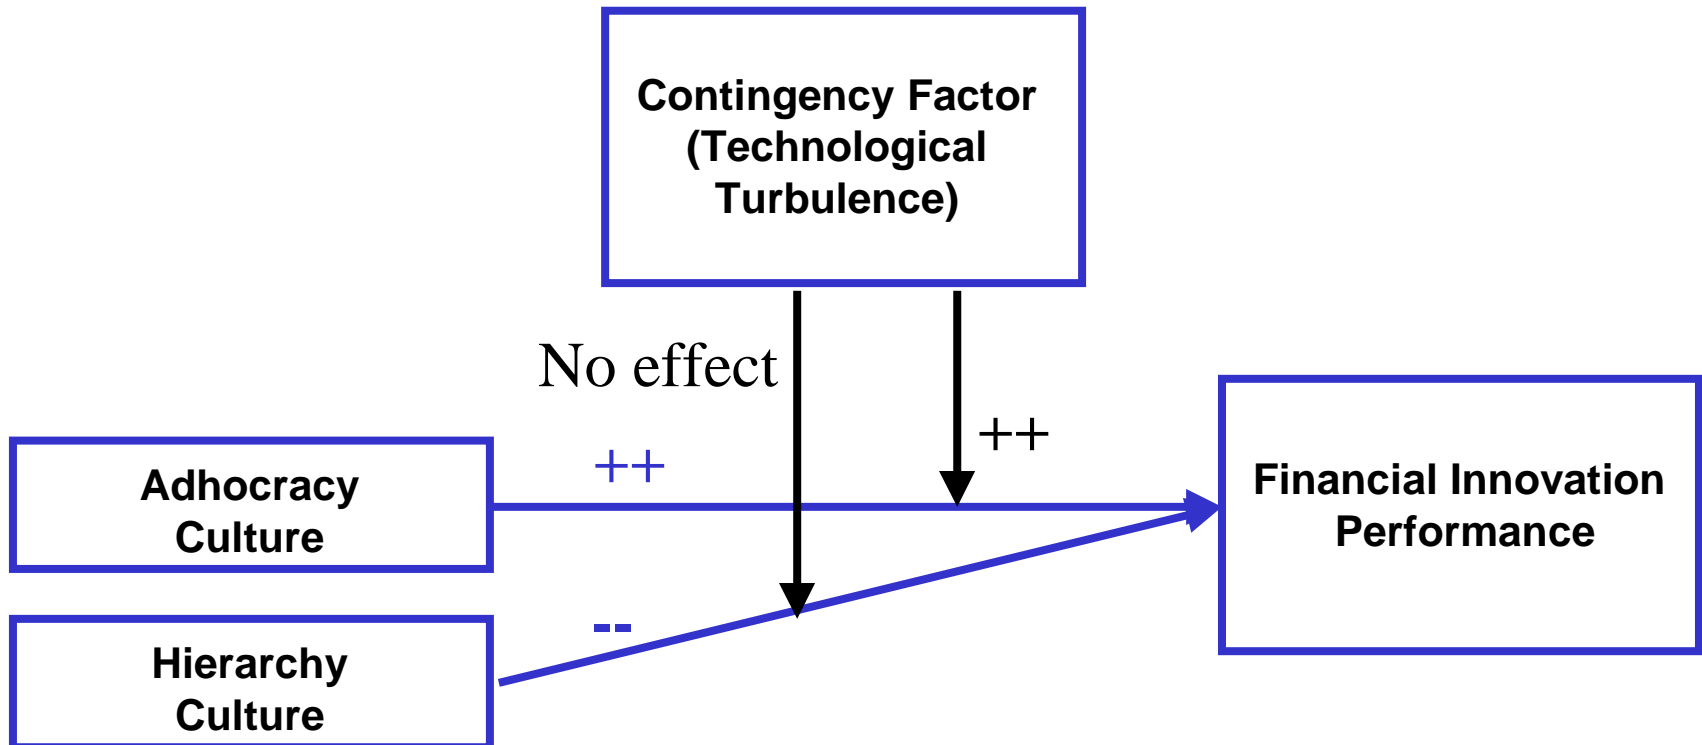 Contingency Factor
(Technological
Turbulence)
No effect
++
++
Adhocracy
Culture
Financial Innovation
Performance
--
Hierarchy
Culture